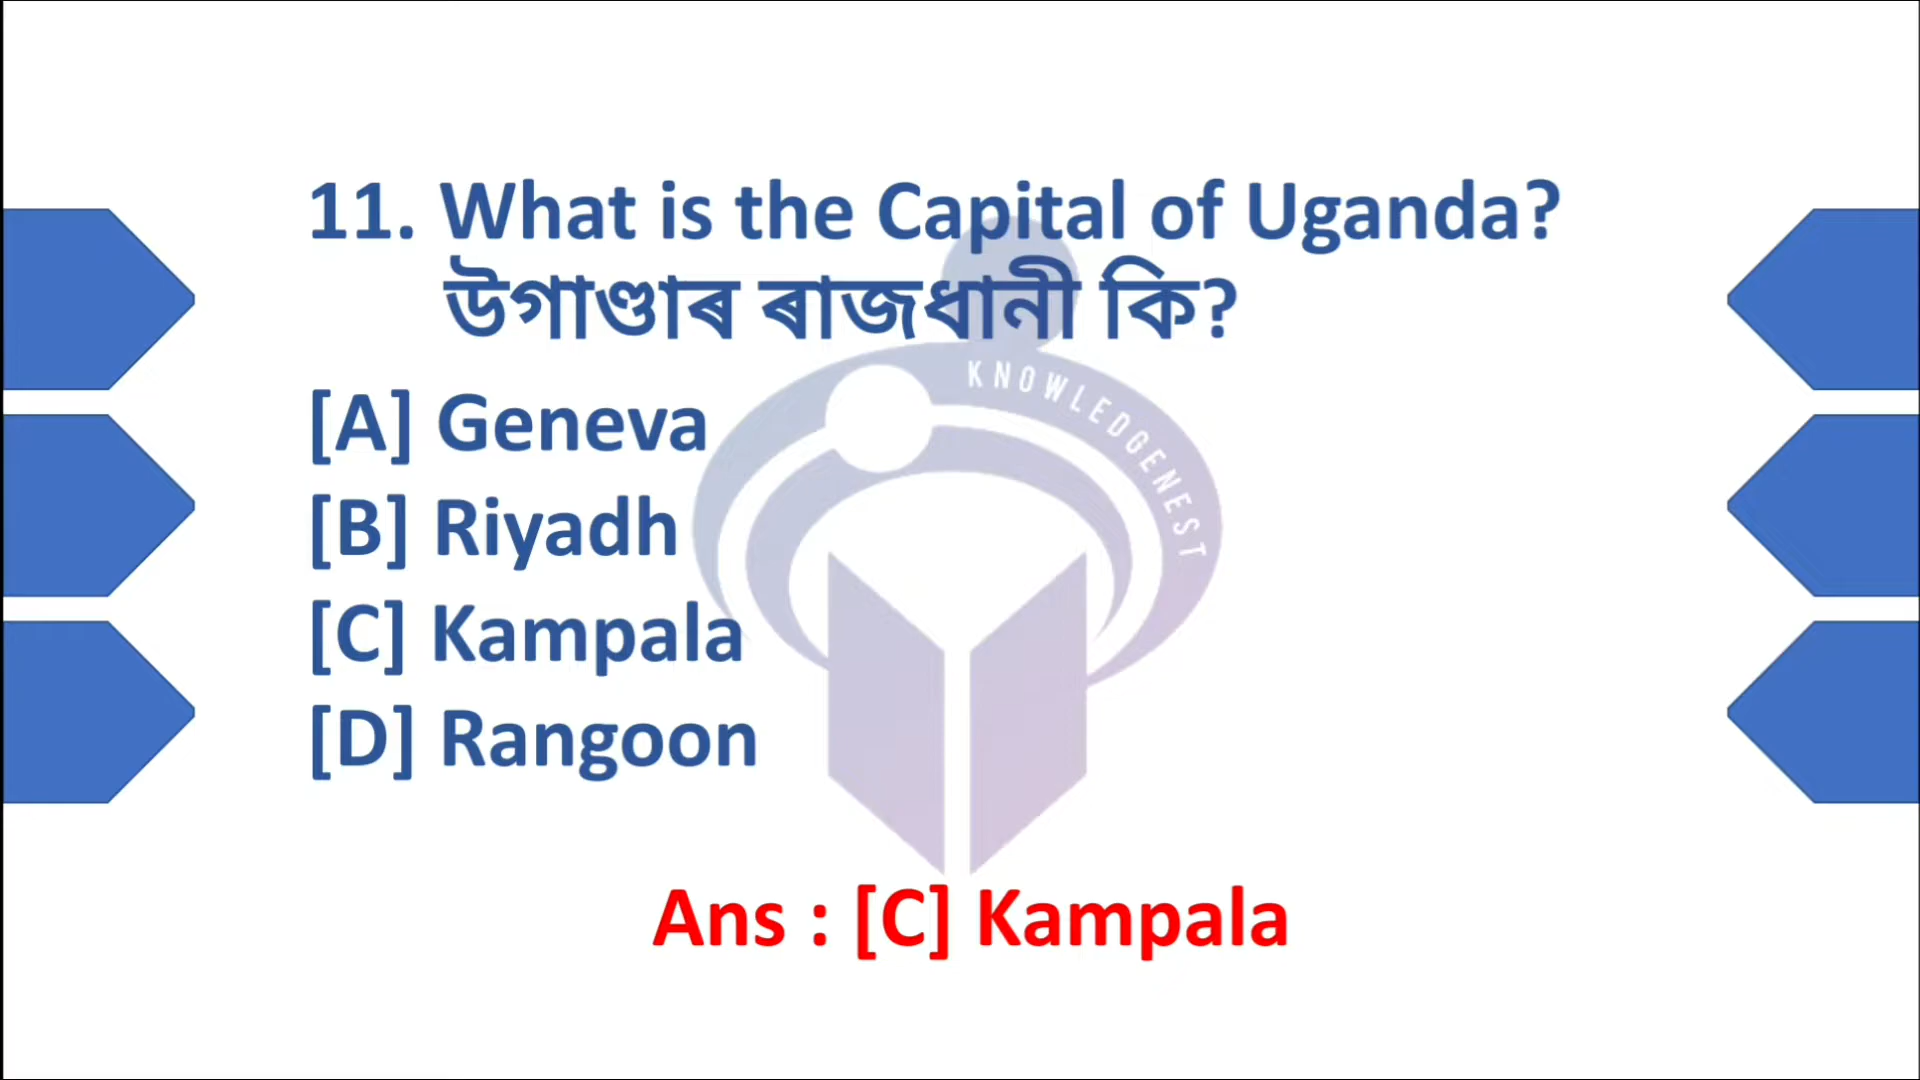 11. What is the Capital of Uganda?
উগাণ্ডাৰ ৰাজধানী কি?
KNOWLEDGENEST
[A] Geneva
[B] Riyadh
[C] Kampala
[D] Rangoon
Ans : [C] Kampala